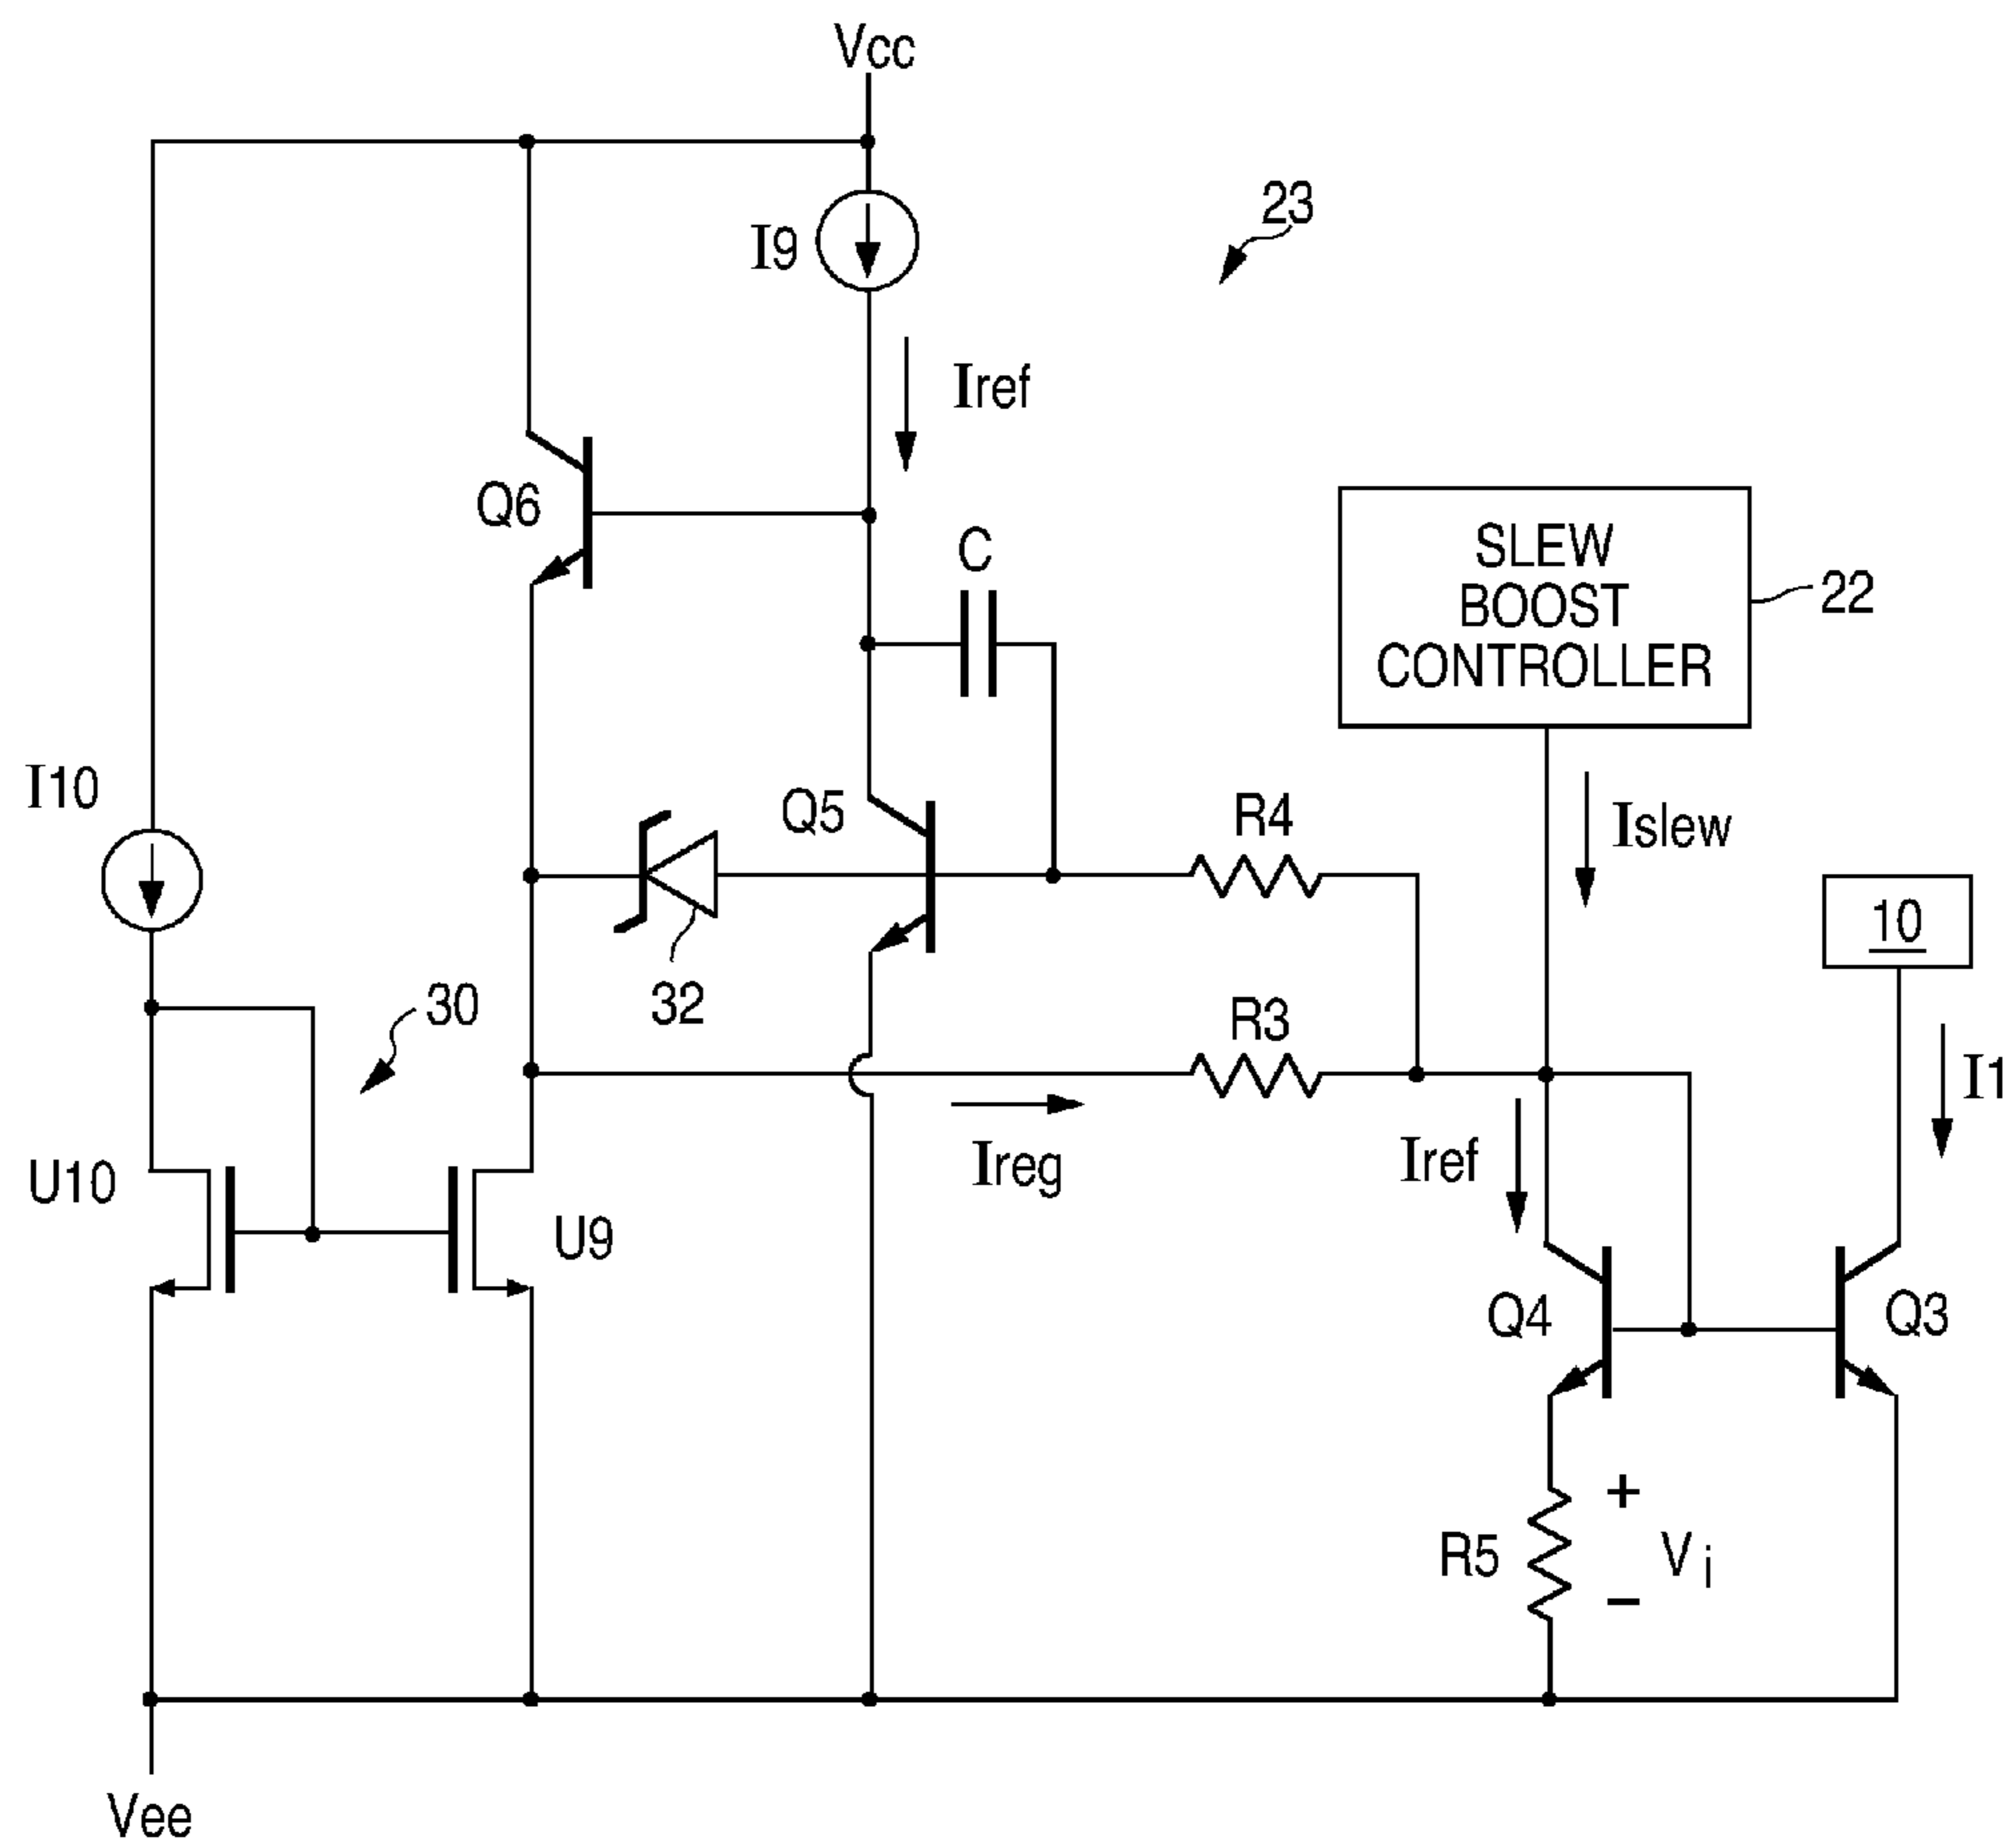 Vcc
23
I9
Iref
Q6
C
SLEW
BOOST
CONTROLLER
22
I10
Q5
R4
Islew
10
30
32
R3
I1
U10
Ireg
Iref
U9
Q4
Q3
+
R5
Vi
−
Vee